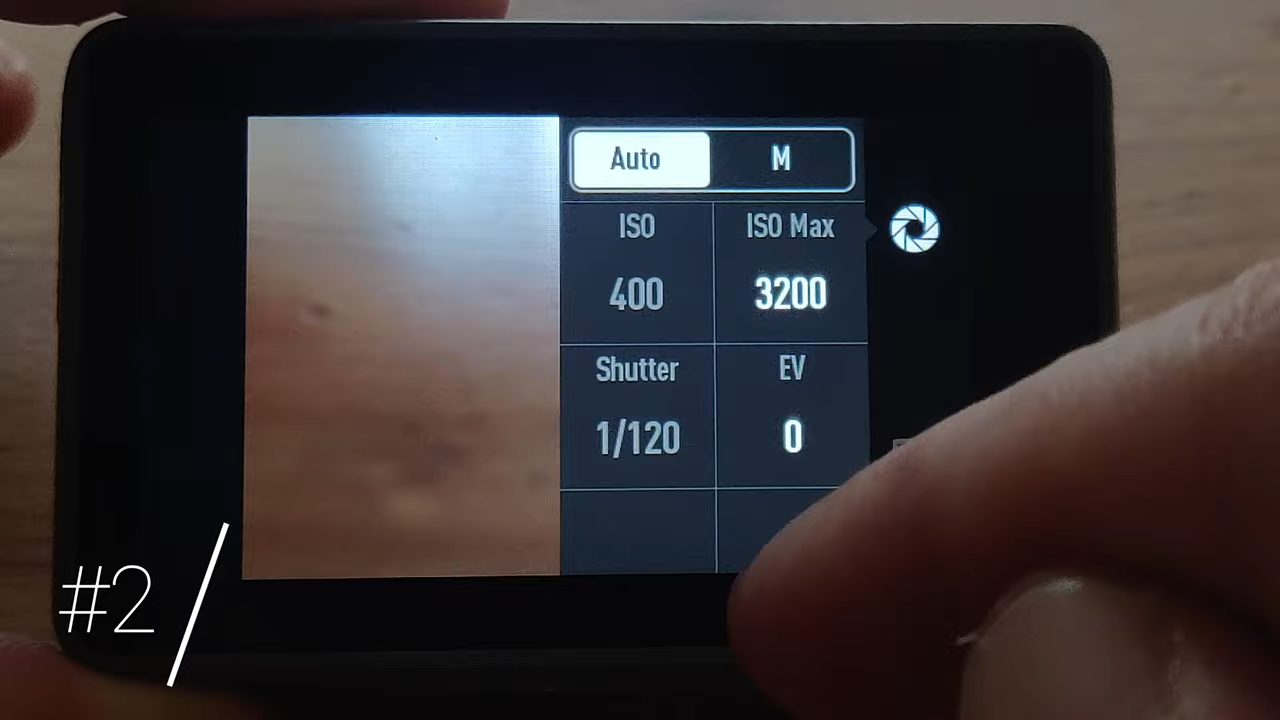 Auto M
ISO ISO Max
400 3200
Shutter EV
1/120 0
#2